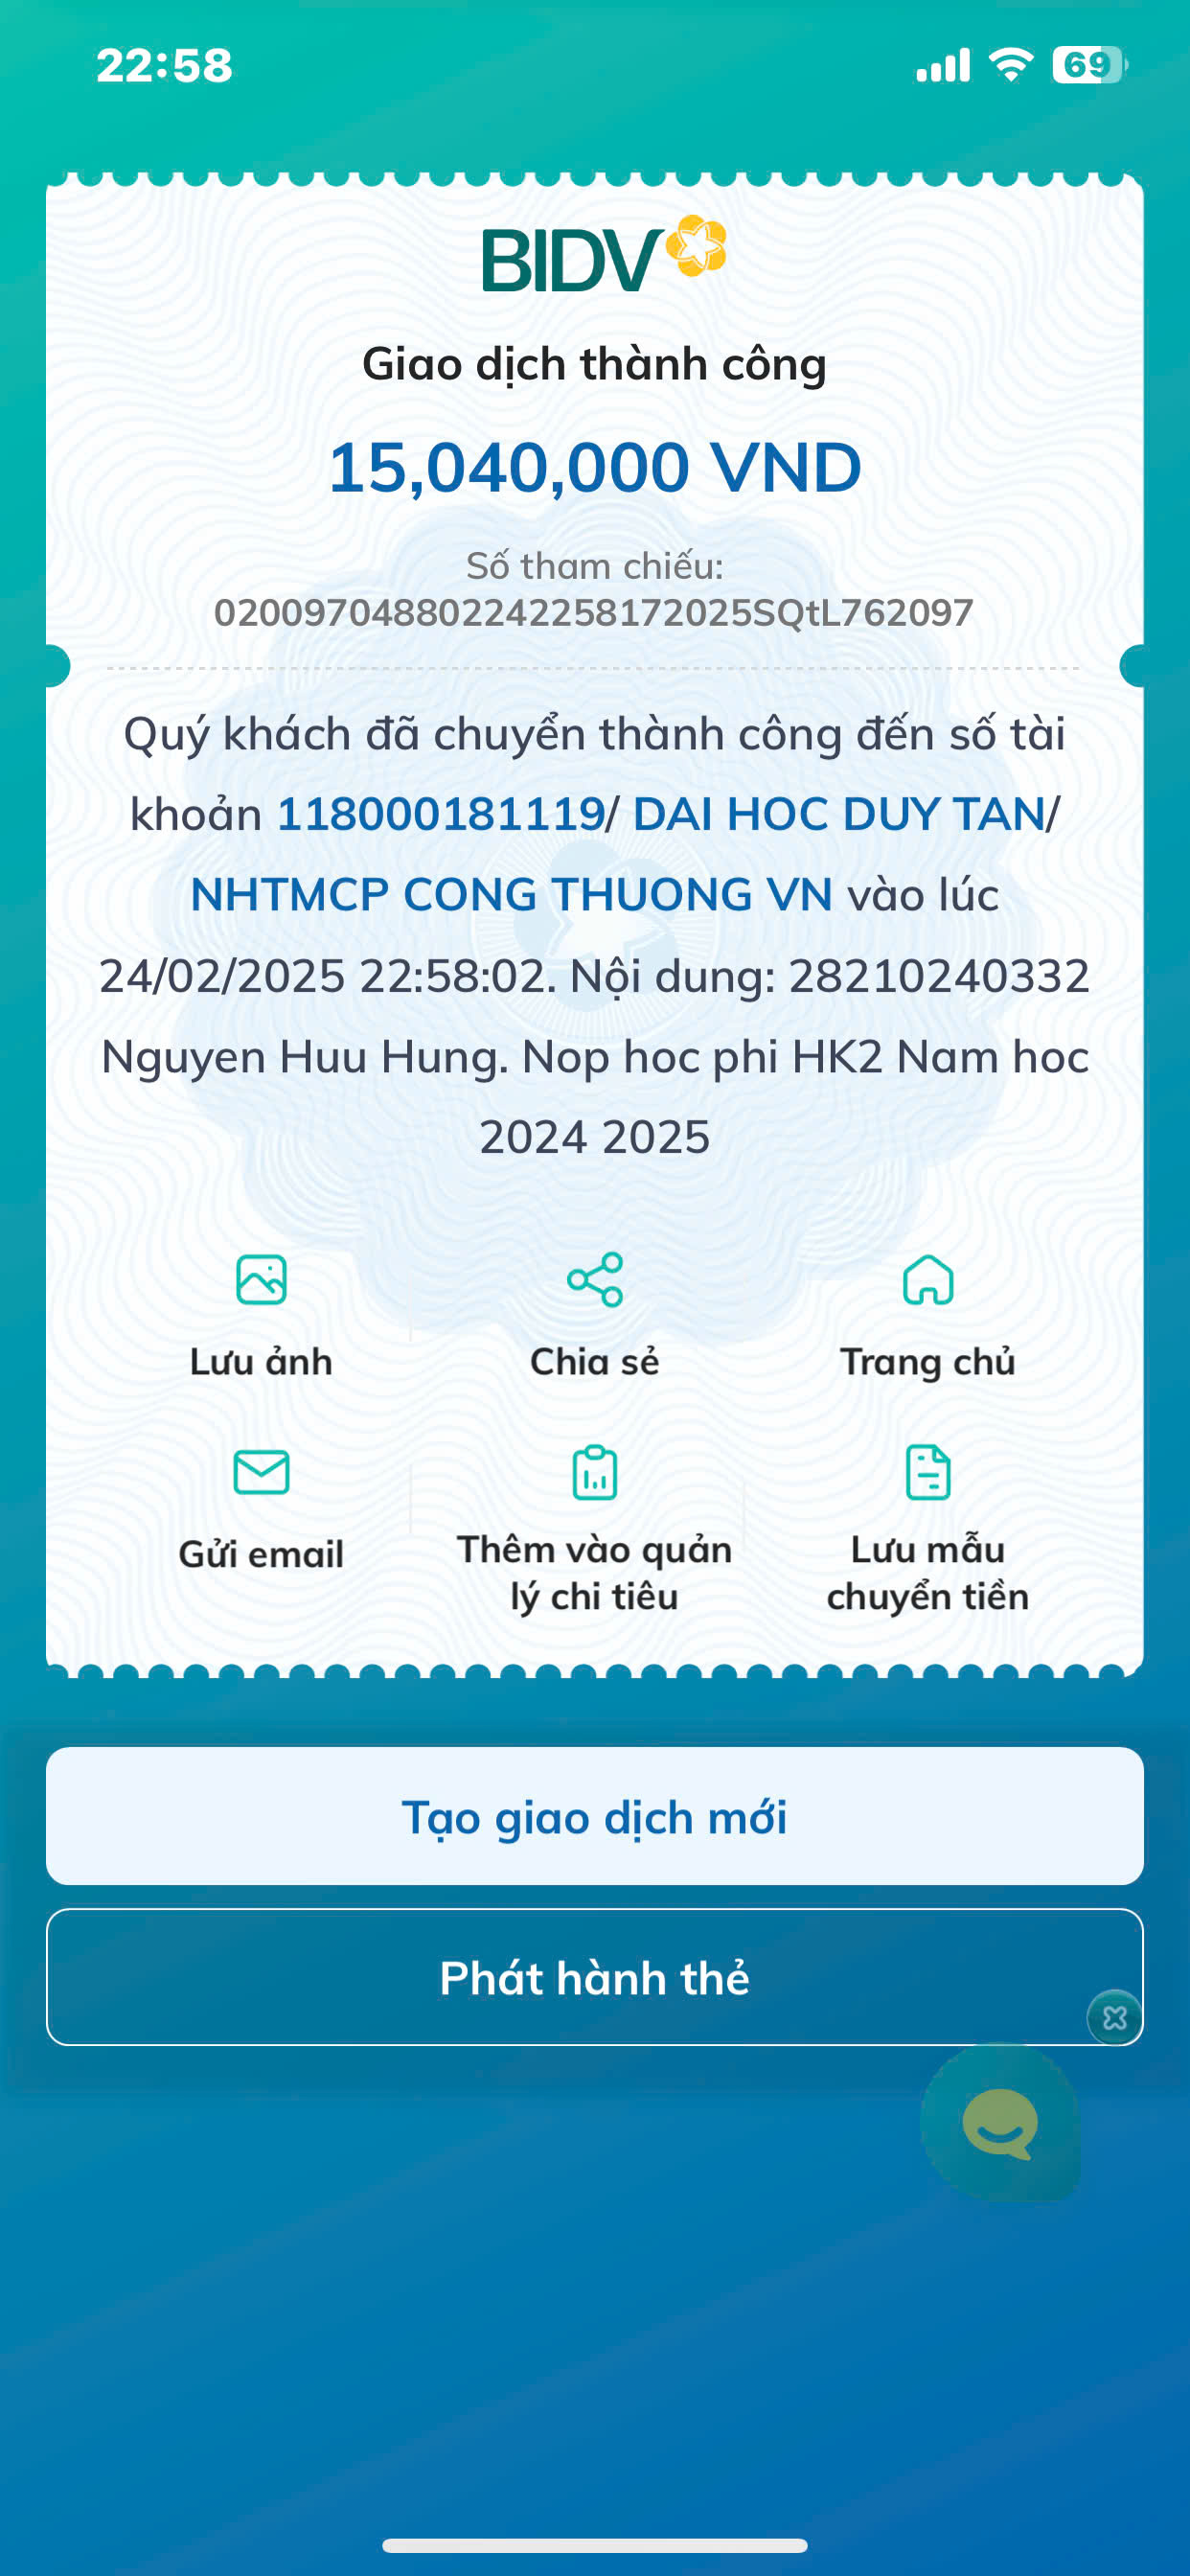 22:58
69
BIDV
Giao dịch thành công
15,040,000 VND
Số tham chiếu:
020097048802242258172025SQtL762097
Quý khách đã chuyển thành công đến số tài
khoản 118000181119/ DAI HOC DUY TAN/
NHTMCP CONG THUONG VN vào lúc
24/02/2025 22:58:02. Nội dung: 28210240332
Nguyen Huu Hung. Nop hoc phi HK2 Nam hoc
2024 2025
Lưu ảnh
Chia sẻ
Trang chủ
Gửi email
Thêm vào quản
lý chi tiêu
Lưu mẫu
chuyển tiền
Tạo giao dịch mới
Phát hành thẻ